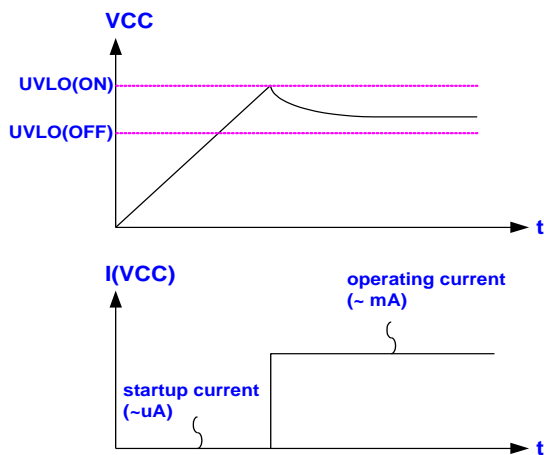 VCC
UVLO(ON)
UVLO(OFF)
t
I(VCC)
operating current
(~ mA)
startup current
(~uA)
t